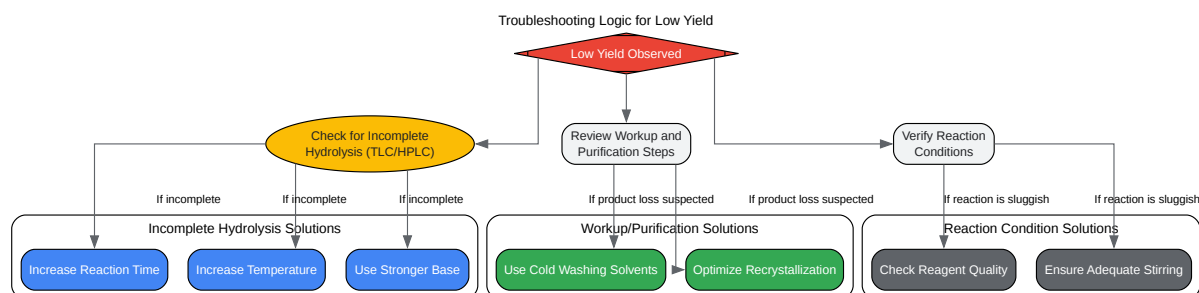 Troubleshooting Logic for Low Yield
Low Yield Observed
Check for Incomplete
Hydrolysis (TLC/HPLC)
Review Workup and
Purification Steps
Verify Reaction
Conditions
If incomplete
If incomplete
If incomplete
If product loss suspected
If product loss suspected
If reaction is sluggish
If reaction is sluggish
Incomplete Hydrolysis Solutions
Workup/Purification Solutions
Reaction Condition Solutions
Increase Reaction Time
Increase Temperature
Use Stronger Base
Use Cold Washing Solvents
Optimize Recrystallization
Check Reagent Quality
Ensure Adequate Stirring